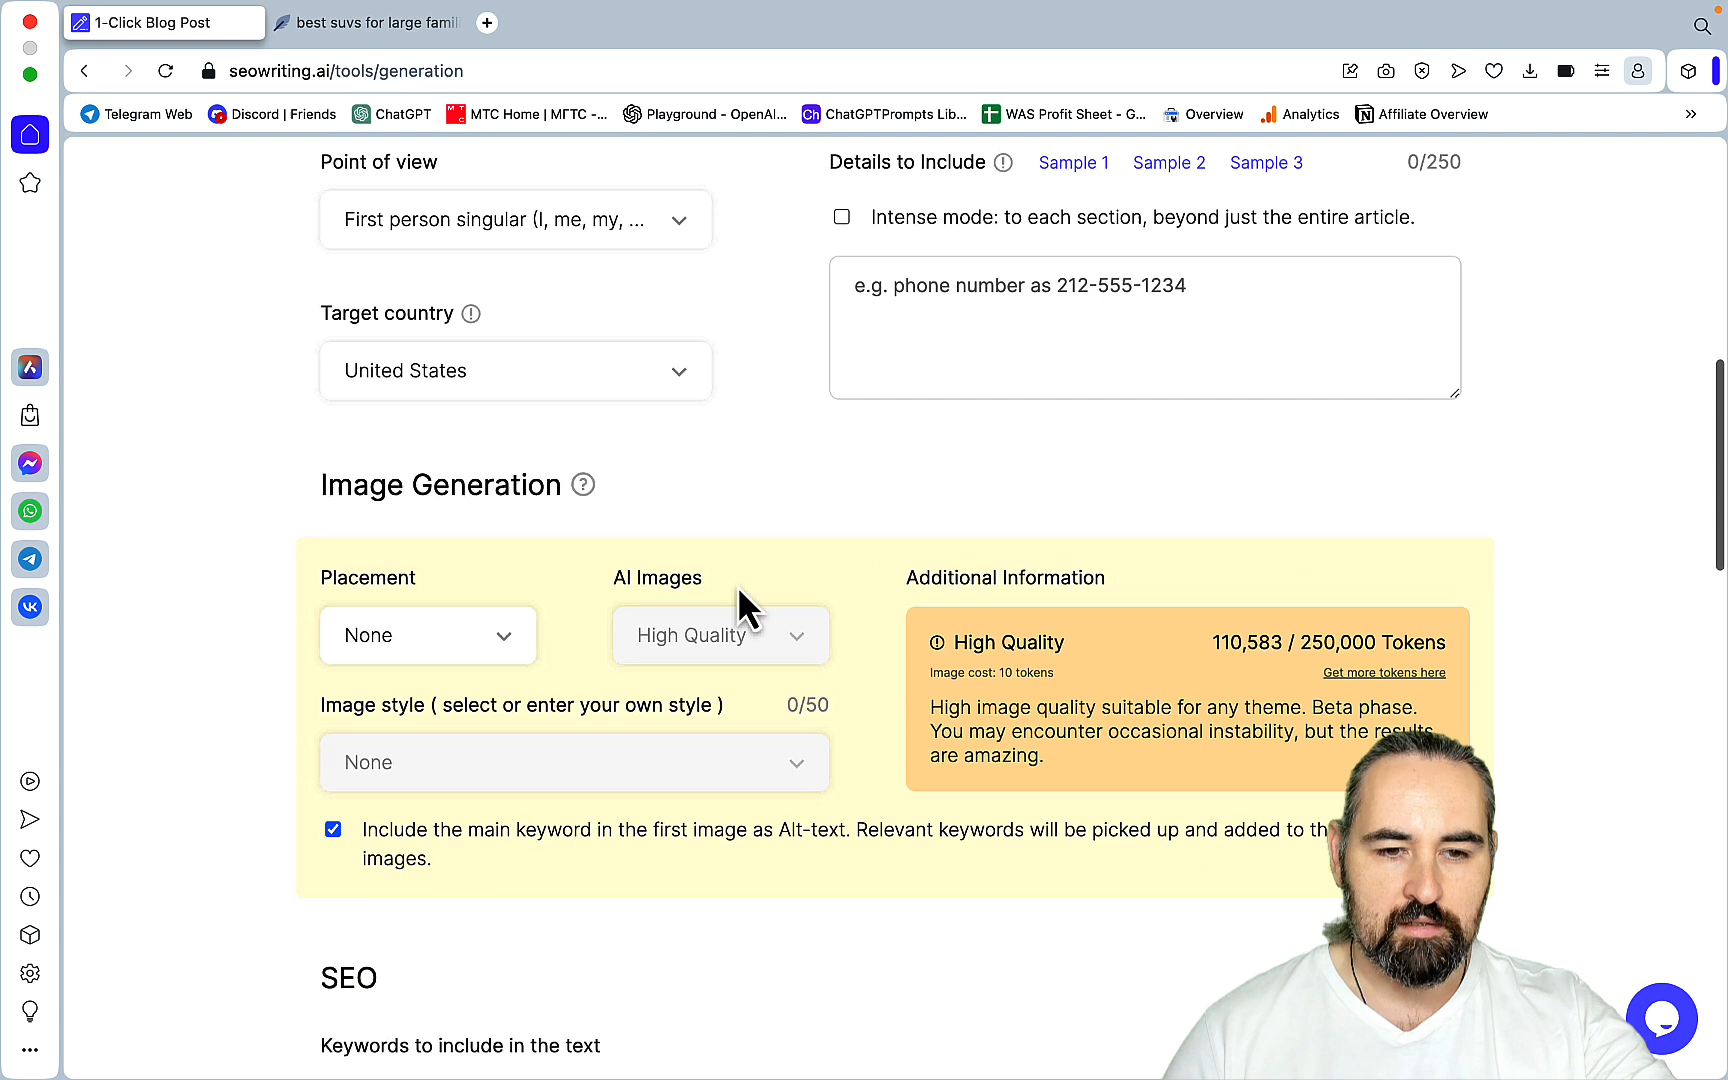 1-Click Blog Post
best suvs for large famil
seowriting.ai/tools/generation
Telegram Web
Discord | Friends
ChatGPT
МТС Home | МГТС -...
Playground - OpenAI...
Ch
ChatGPTPrompts Lib...
WAS Profit Sheet - G...
Overview
Analytics
Affiliate Overview
Point of view
First person singular (I, me, my, ...
Target country
United States
Details to Include
Sample 1
Sample 2
Sample 3
0/250
Intense mode: to each section, beyond just the entire article.
e.g. phone number as 212-555-1234
Image Generation
Placement
AI Images
Additional Information
None
High Quality
High Quality
110,583 / 250,000 Tokens
Image cost: 10 tokens
Get more tokens here
High image quality suitable for any theme. Beta phase.
You may encounter occasional instability, but the results
are amazing.
Image style ( select or enter your own style )
0/50
None
Include the main keyword in the first image as Alt-text. Relevant keywords will be picked up and added to th
images.
SEO
Keywords to include in the text